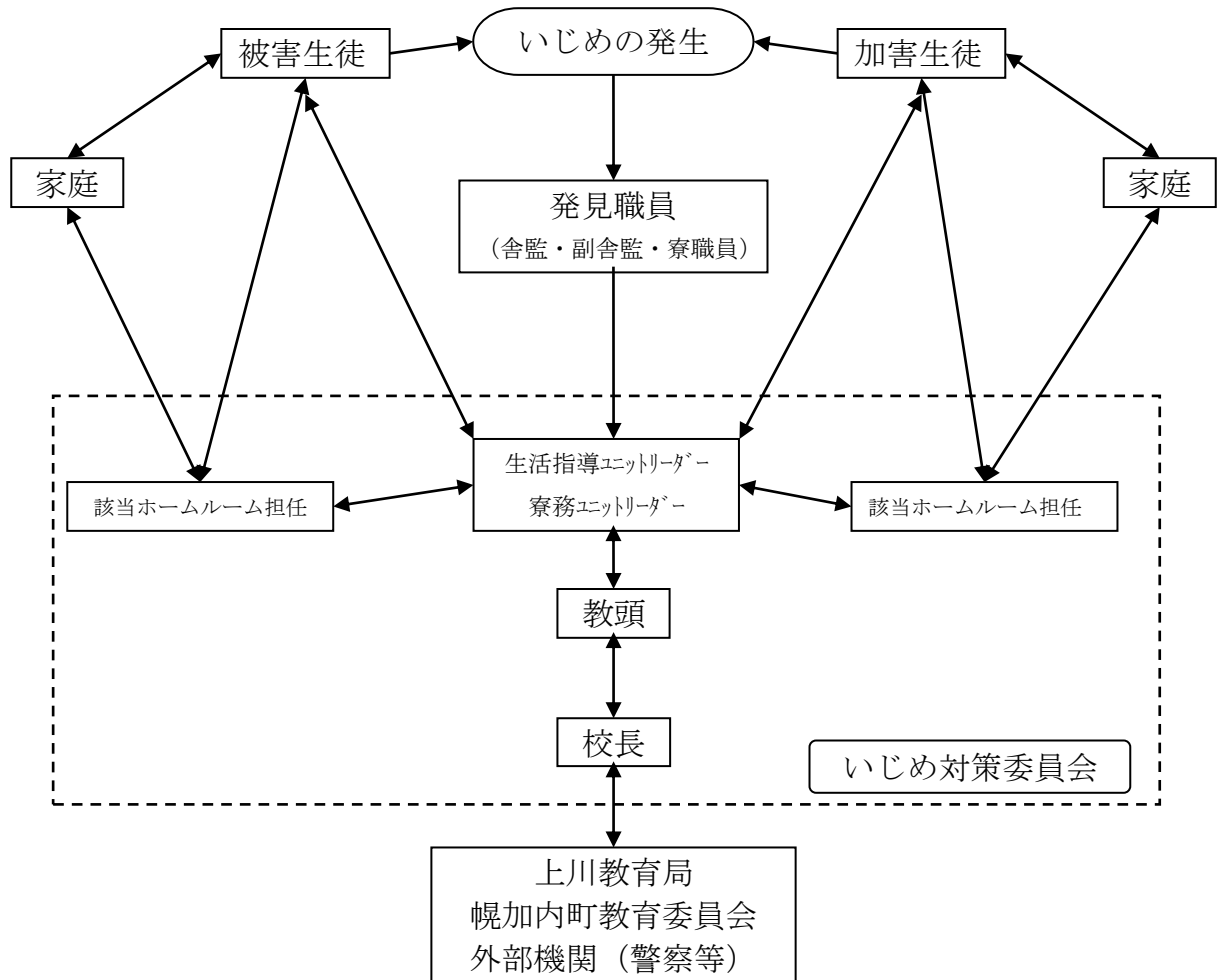 いじめの発生
被害生徒
加害生徒
家庭
家庭
発見職員
（舎監・副舎監・寮職員）
生活指導ﾕﾆｯﾄﾘｰﾀﾞｰ
寮務ﾕﾆｯﾄﾘｰﾀﾞｰ
該当ホームルーム担任
該当ホームルーム担任
教頭
校長
いじめ対策委員会
上川教育局
幌加内町教育委員会
外部機関（警察等）